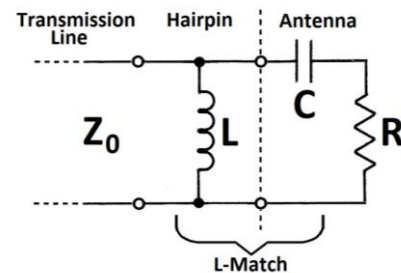 Transmission
Line
Hairpin
Antenna
Z₀
L
C
R
L-Match